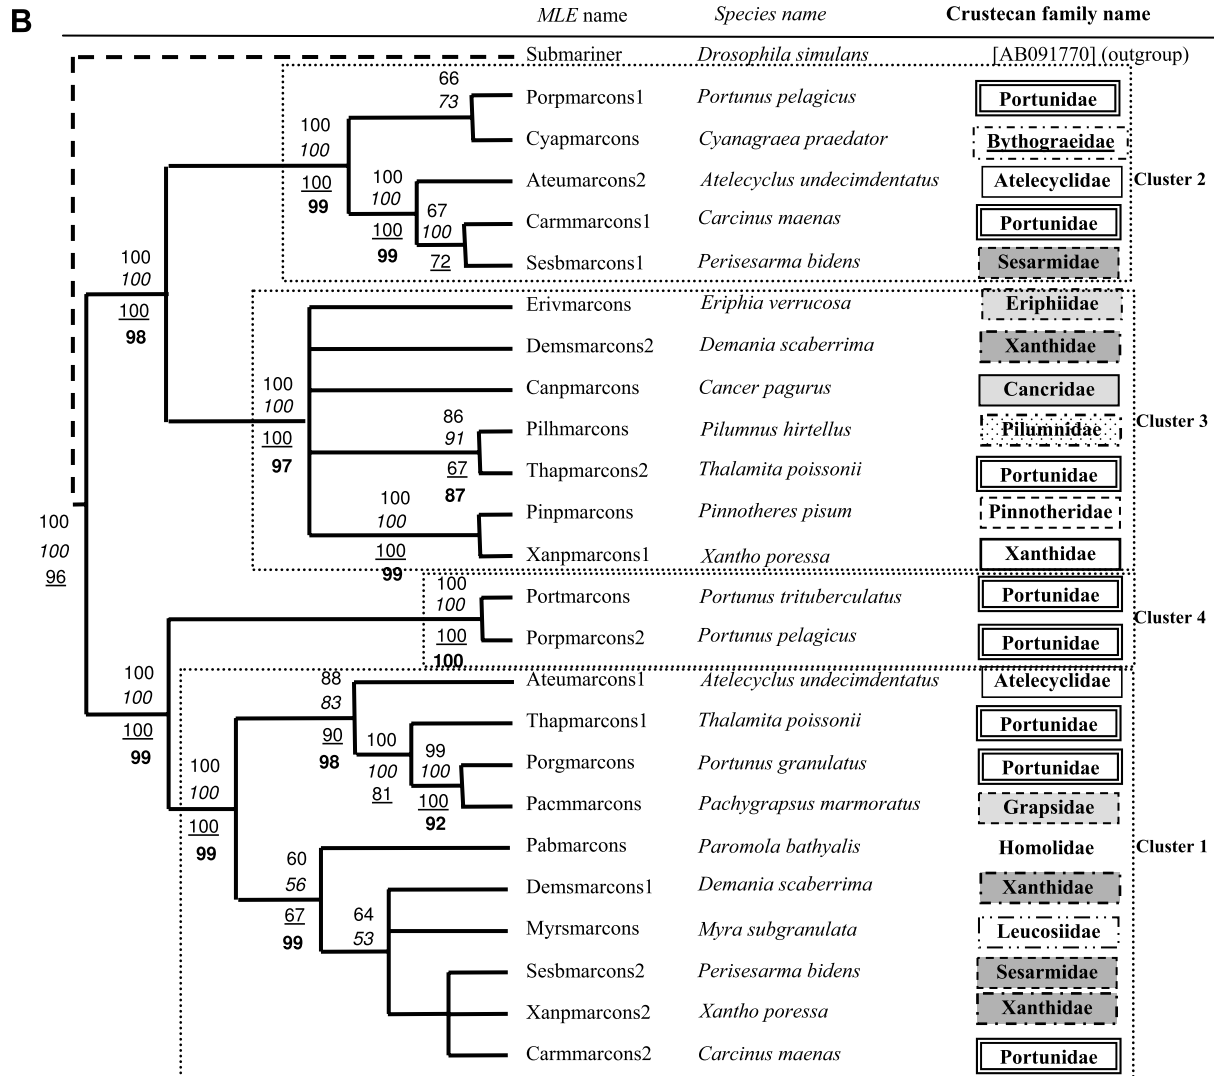 B
MLE name Species name Crustecan family name
Submariner Drosophila simulans [AB091770] (outgroup)
66
73
Porpmarcons1 Portunus pelagicus Portunidae
100
100
100
99
Cyapmarcons Cyanagraea praedator Bythograeidae
100
100
100
99
Ateumarcons2 Atelecyclus undecimdentatus Atelecyclidae
Cluster 2
67
100
72
Carmmarcons1 Carcinus maenas Portunidae
Sesbmarcons1 Perisesarma bidens Sesarmidae
100
100
100
98
Erivmarcons Eriphia verrucosa Eriphiidae
Demsmarcons2 Demania scaberrima Xanthidae
100
100
100
97
Canpmarcons Cancer pagurus Cancridae
Cluster 3
86
91
67
87
Pilhmarcons Pilumnus hirtellus Pilumnidae
Thapmarcons2 Thalamita poissonii Portunidae
100
100
100
99
Pinpmarcons Pinnotheres pisum Pinnotheridae
Xanpmarcons1 Xantho poressa Xanthidae
100
100
96
100
100
100
100
Portmarcons Portunus trituberculatus Portunidae
Cluster 4
Porpmarcons2 Portunus pelagicus Portunidae
100
100
100
99
88
83
90
98
Ateumarcons1 Atelecyclus undecimdentatus Atelecyclidae
100
100
81
Thapmarcons1 Thalamita poissonii Portunidae
99
100
100
92
Porgmarcons Portunus granulatus Portunidae
Pacmmarcons Pachygrapsus marmoratus Grapsidae
100
100
100
99
Pabmarcons Paromola bathyalis Homolidae
Cluster 1
60
56
67
99
Demsmarcons1 Demania scaberrima Xanthidae
64
53
Myrsmarcons Myra subgranulata Leucosiidae
Sesbmarcons2 Perisesarma bidens Sesarmidae
Xanpmarcons2 Xantho poressa Xanthidae
Carmmarcons2 Carcinus maenas Portunidae